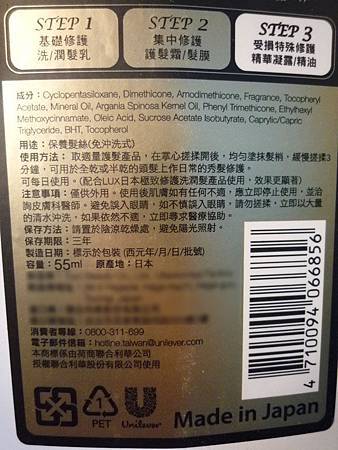 STEP 1
基礎修護
洗/潤髮乳
STEP 2
集中修護
護髮霜/髮膜
STEP 3
受損特殊修護
精華凝露/精油
成分：Cyclopentasiloxane, Dimethicone, Amodimethicone, Fragrance, Tocopheryl
Acetate, Mineral Oil, Argania Spinosa Kernel Oil, Phenyl Trimethicone, Ethylhexyl
Methoxycinnamate, Oleic Acid, Sucrose Acetate Isobutyrate, Caprylic/Capric
Triglyceride, BHT, Tocopherol
用途：保養髮絲(免沖洗式)
使用方法：取適量護髮產品，在掌心搓揉開後，均勻塗抹髮梢，緩慢搓揉3
分鐘，可用於全乾或半乾的頭髮上作日常的秀髮修護。
可每日使用。(配合LUX日本極致修護洗潤髮產品使用，效果更顯著)
注意事項：僅供外用。使用後肌膚如有任何不適，應立即停止使用，並洽
詢皮膚科醫師。避免誤入眼睛，如不慎誤入眼睛，請勿搓揉，立即以大量
的清水沖洗，如果依然不適，立即尋求醫療協助。
保存方法：請置於陰涼乾燥處，避免陽光照射。
保存期限：三年
製造日期：標示於包裝 (西元年/月/日/批號)
容量：55ml 原產地：日本
消費者專線：0800-311-699
電子郵件信箱：hotline.taiwan@unilever.com
本商標係由荷商聯合利華公司
授權聯合利華股份有限公司使用
4 710094 066856
1
PET
Unilever
Made in Japan